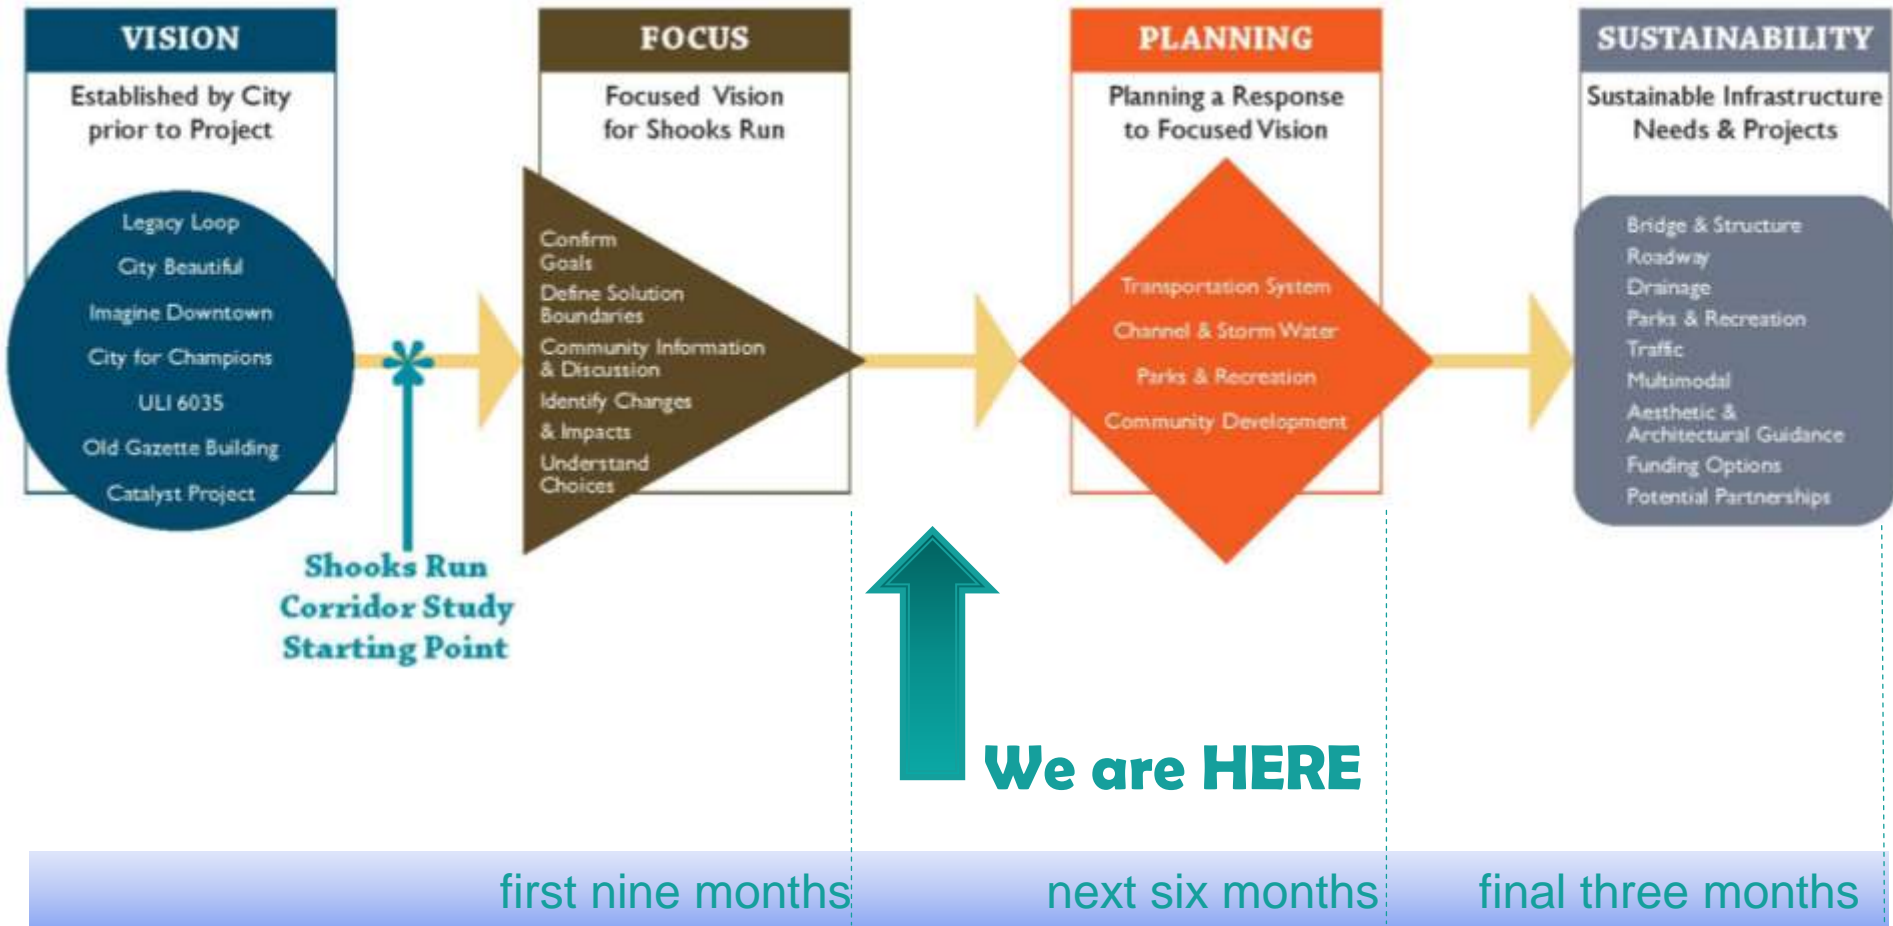 VISION
Established by City
prior to Project
Legacy Loop
City Beautiful
Imagine Downtown
City for Champions
ULI 6035
Old Gazette Building
Catalyst Project
Shooks Run
Corridor Study
Starting Point
FOCUS
Focused Vision
for Shooks Run
Confirm
Goals
Define Solution
Boundaries
Community Information
& Discussion
Identify Changes
& Impacts
Understand
Choices
PLANNING
Planning a Response
to Focused Vision
Transportation System
Channel & Storm Water
Parks & Recreation
Community Development
SUSTAINABILITY
Sustainable Infrastructure
Needs & Projects
Bridge & Structure
Roadway
Drainage
Parks & Recreation
Traffic
Multimodal
Aesthetic &
Architectural Guidance
Funding Options
Potential Partnerships
We are HERE
first nine months
next six months
final three months